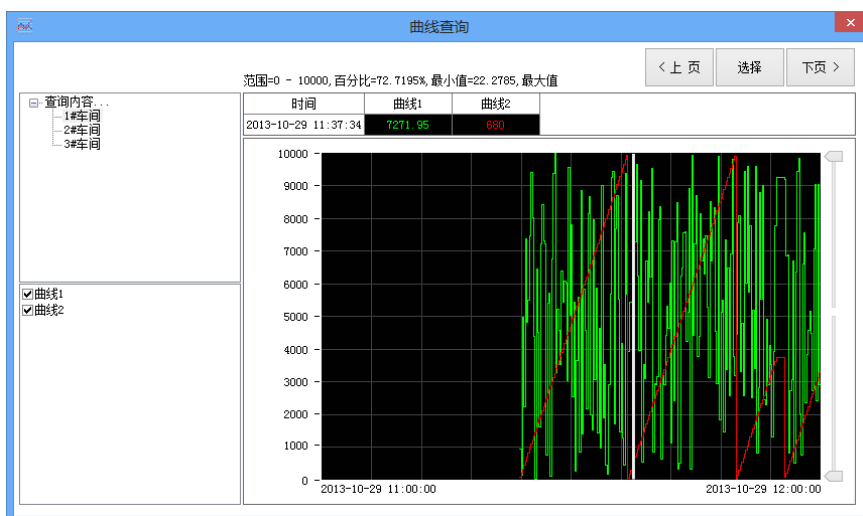 曲线查询
×
< 上 页 选择 下页 >
范围=0 - 10000,百分比=72.7195%,最小值=22.2785,最大值
查询内容...
1#车间
2#车间
3#车间
时间 曲线1 曲线2
2013-10-29 11:37:34 7271.95 680
10000
9000
8000
7000
6000
5000
4000
3000
2000
1000
0
2013-10-29 11:00:00 2013-10-29 12:00:00
曲线1
曲线2